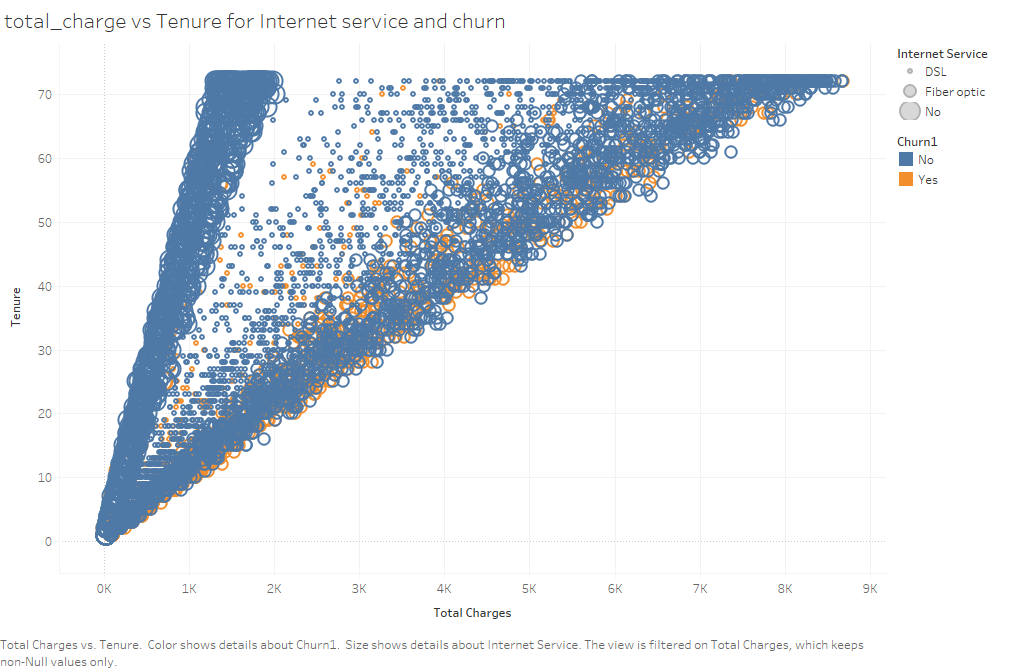 total_charge vs Tenure for Internet service and churn
Internet Service
DSL
Fiber optic
No
Churn1
No
Yes
Tenure
70
60
50
40
30
20
10
0
0K 1K 2K 3K 4K 5K 6K 7K 8K 9K
Total Charges
Total Charges vs. Tenure.  Color shows details about Churn1.  Size shows details about Internet Service. The view is filtered on Total Charges, which keeps
non-Null values only.